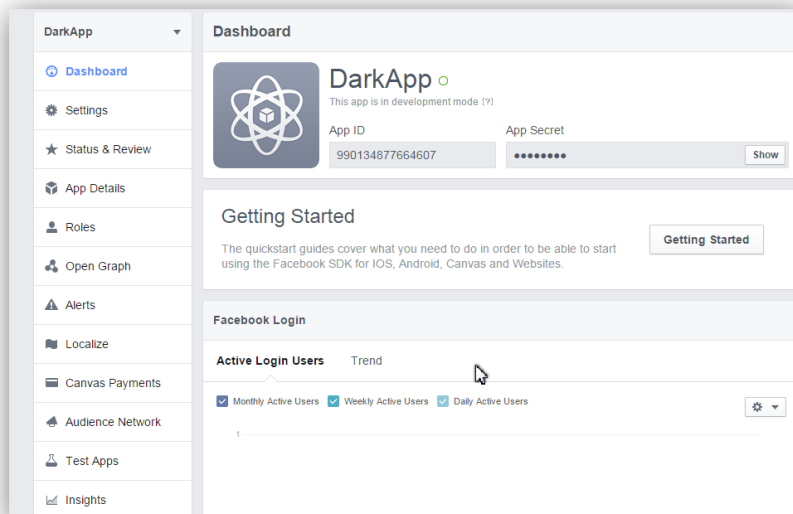 DarkApp
Dashboard
Settings
Status & Review
App Details
Roles
Open Graph
Alerts
Localize
Canvas Payments
Audience Network
Test Apps
Insights
Dashboard
DarkApp
This app is in development mode [?]
App ID
App Secret
990134877664607
●●●●●●●●
Show
Getting Started
The quickstart guides cover what you need to do in order to be able to start
using the Facebook SDK for IOS, Android, Canvas and Websites.
Getting Started
Facebook Login
Active Login Users
Trend
Monthly Active Users
Weekly Active Users
Daily Active Users
1